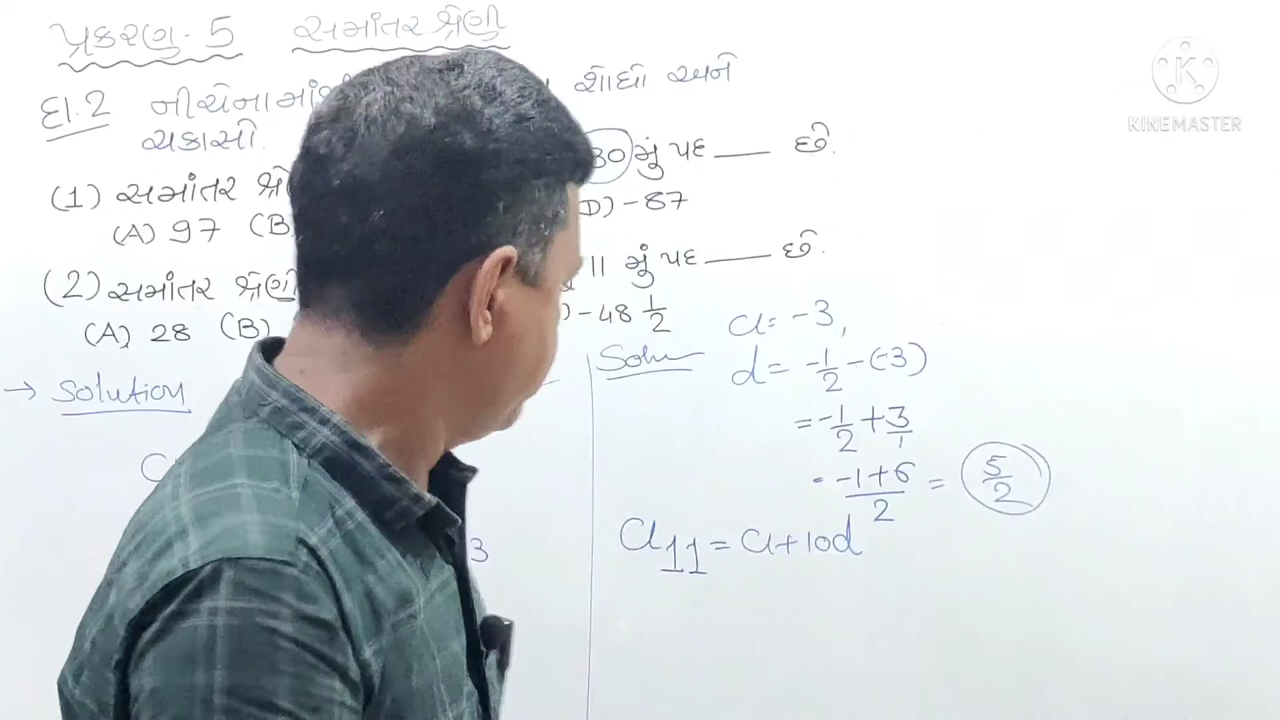 પ્રકરણ-5 સમાંતર શ્રેણી
દા.2 નીચેનામાંથી શોધો અને
ચકાસો.
(1) સમાંતર 30 મું પદ ___ છે.
(A) 97 (B) D) -87
(2) સમાંતર શ્રેણી 11 મું પદ ___ છે.
(A) 28 (B) -48 1/2
→ Solution
3
Solu
a = -3,
d = -1/2 - (-3)
= -1/2 + 3/1
= -1+6/2 = 5/2
a11 = a+10d
KINEMASTER